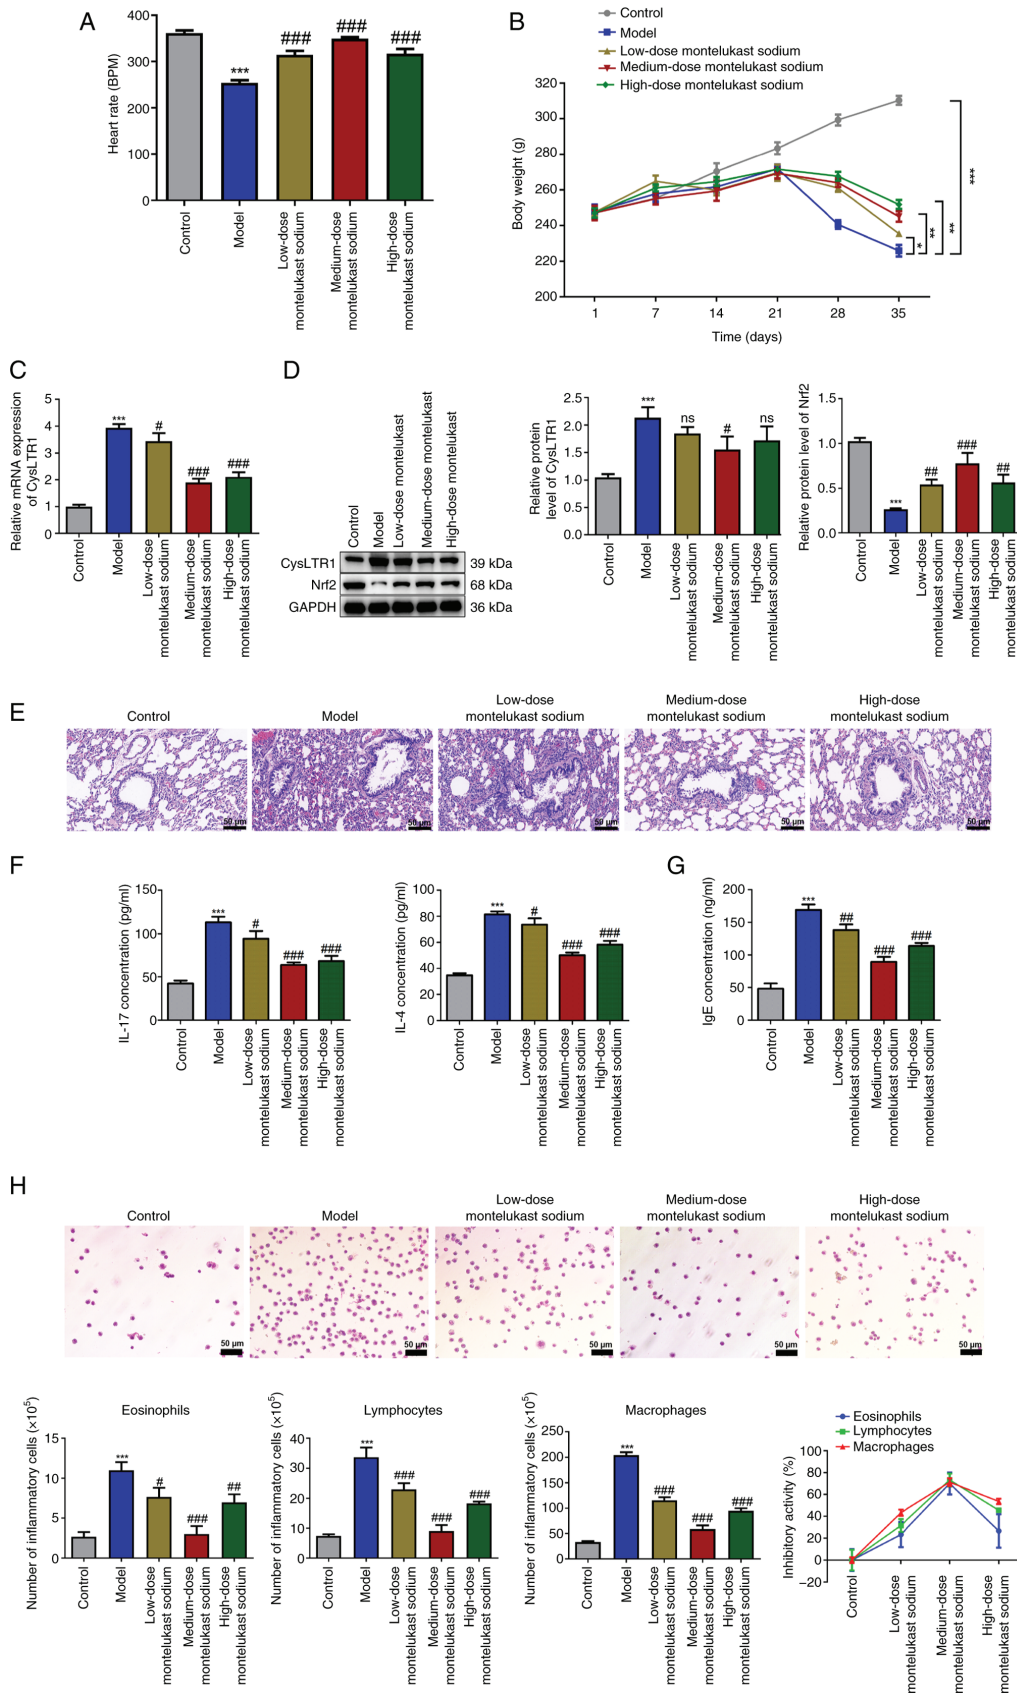 A
Heart rate (BPM)
400
300
200
100
0
***
###
###
###
Control
Model
Low-dose
montelukast sodium
Medium-dose
montelukast sodium
High-dose
montelukast sodium
B
Control
Model
Low-dose montelukast sodium
Medium-dose montelukast sodium
High-dose montelukast sodium
Body weight (g)
320
300
280
260
240
220
200
1
7
14
21
28
35
Time (days)
*
**
**
***
C
Relative mRNA expression
of CysLTR1
5
4
3
2
1
0
***
#
###
###
Control
Model
Low-dose
montelukast sodium
Medium-dose
montelukast sodium
High-dose
montelukast sodium
D
Control
Model
Low-dose montelukast
Medium-dose montelukast
High-dose montelukast
CysLTR1
39 kDa
Nrf2
68 kDa
GAPDH
36 kDa
Relative protein
level of CysLTR1
2.5
2.0
1.5
1.0
0.5
0.0
***
ns
#
ns
Control
Model
Low-dose
montelukast sodium
Medium-dose
montelukast sodium
High-dose
montelukast sodium
Relative protein level of Nrf2
1.5
1.0
0.5
0.0
***
##
###
##
Control
Model
Low-dose
montelukast sodium
Medium-dose
montelukast sodium
High-dose
montelukast sodium
E
Control
Model
Low-dose
montelukast sodium
Medium-dose
montelukast sodium
High-dose
montelukast sodium
50 μm
50 μm
50 μm
50 μm
50 μm
F
IL-17 concentration (pg/ml)
150
100
50
0
***
#
###
###
Control
Model
Low-dose
montelukast sodium
Medium-dose
montelukast sodium
High-dose
montelukast sodium
IL-4 concentration (pg/ml)
100
80
60
40
20
0
***
#
###
###
Control
Model
Low-dose
montelukast sodium
Medium-dose
montelukast sodium
High-dose
montelukast sodium
G
IgE concentration (ng/ml)
200
150
100
50
0
***
##
###
###
Control
Model
Low-dose
montelukast sodium
Medium-dose
montelukast sodium
High-dose
montelukast sodium
H
Control
Model
Low-dose
montelukast sodium
Medium-dose
montelukast sodium
High-dose
montelukast sodium
50 μm
50 μm
50 μm
50 μm
50 μm
Eosinophils
Number of inflammatory cells (×10⁵)
15
10
5
0
***
#
###
##
Control
Model
Low-dose
montelukast sodium
Medium-dose
montelukast sodium
High-dose
montelukast sodium
Lymphocytes
Number of inflammatory cells (×10⁵)
40
30
20
10
0
***
###
###
###
Control
Model
Low-dose
montelukast sodium
Medium-dose
montelukast sodium
High-dose
montelukast sodium
Macrophages
Number of inflammatory cells (×10⁵)
250
200
150
100
50
0
***
###
###
###
Control
Model
Low-dose
montelukast sodium
Medium-dose
montelukast sodium
High-dose
montelukast sodium
Eosinophils
Lymphocytes
Macrophages
Inhibitory activity (%)
100
80
60
40
20
0
−20
Control
Low-dose
montelukast sodium
Medium-dose
montelukast sodium
High-dose
montelukast sodium